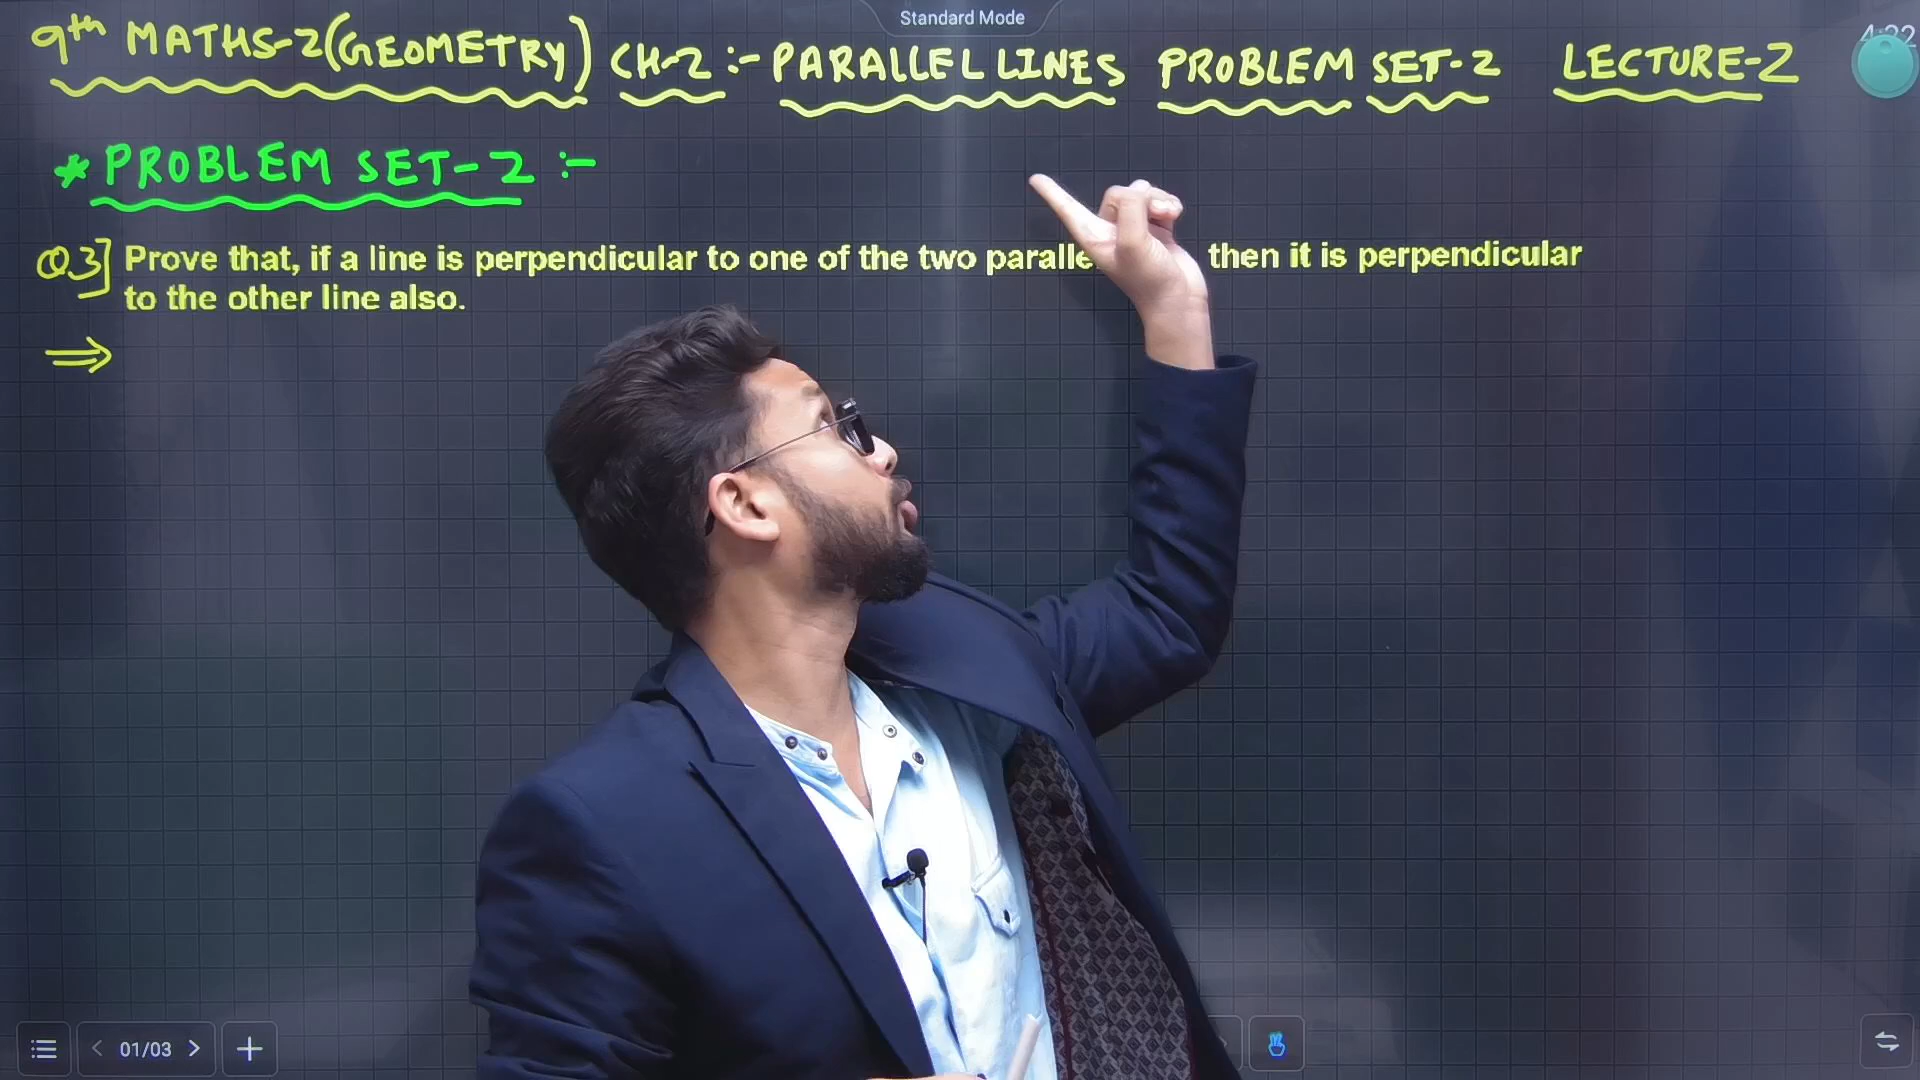 Standard Mode
9th MATHS-2(GEOMETRY) CH-2 :- PARALLEL LINES PROBLEM SET-2 LECTURE-2
* PROBLEM SET-2 :-
Q3] Prove that, if a line is perpendicular to one of the two then it is perpendicular
to the other line also.
⇒
01/03